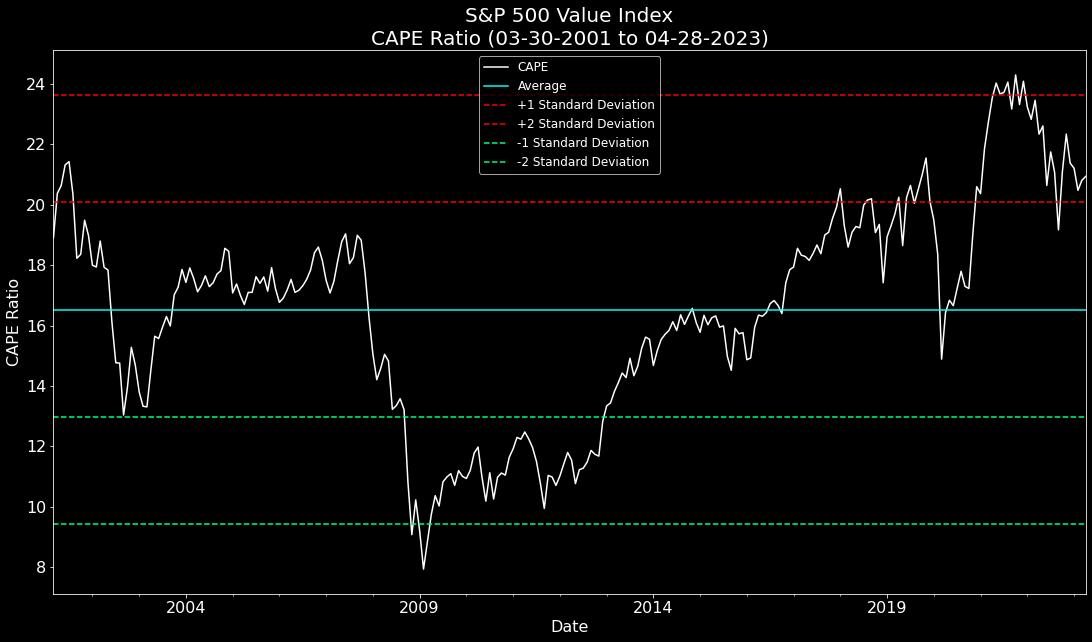 S&P 500 Value Index
CAPE Ratio (03-30-2001 to 04-28-2023)
CAPE
Average
+1 Standard Deviation
+2 Standard Deviation
-1 Standard Deviation
-2 Standard Deviation
CAPE Ratio
24
22
20
18
16
14
12
10
8
2004
2009
2014
2019
Date